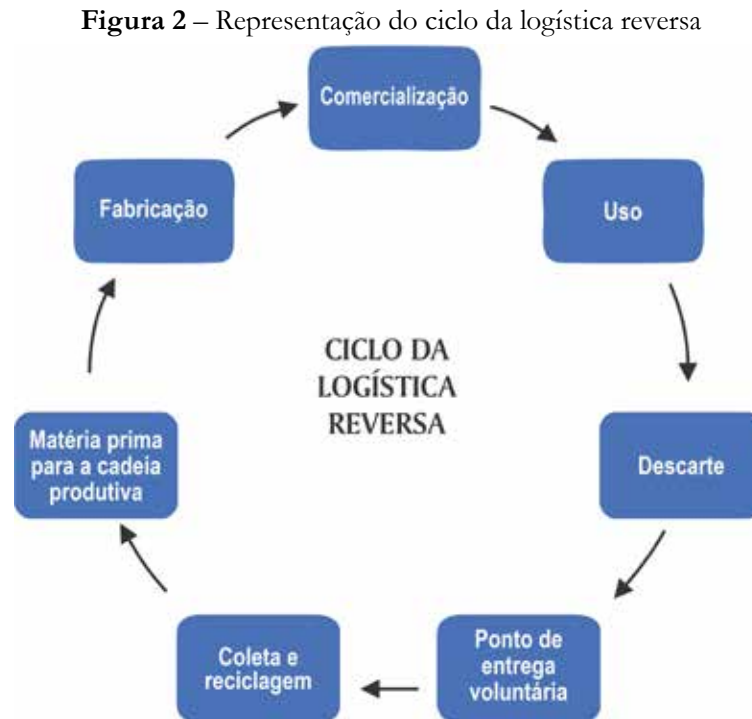 Figura 2 – Representação do ciclo da logística reversa
Comercialização
Uso
Descarte
Ponto de
entrega
voluntária
Coleta e
reciclagem
Matéria prima
para a cadeia
produtiva
Fabricação
CICLO DA
LOGÍSTICA
REVERSA